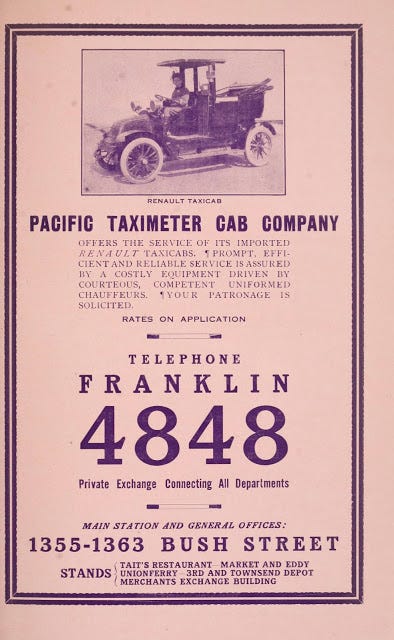 RENAULT TAXICAB
PACIFIC TAXIMETER CAB COMPANY
OFFERS THE SERVICE OF ITS IMPORTED
RENAULT TAXICABS. ¶ PROMPT, EFFI-
CIENT AND RELIABLE SERVICE IS ASSURED
BY A COSTLY EQUIPMENT DRIVEN BY
COURTEOUS, COMPETENT UNIFORMED
CHAUFFEURS. ¶ YOUR PATRONAGE IS
SOLICITED.
RATES ON APPLICATION
TELEPHONE
FRANKLIN
4848
Private Exchange Connecting All Departments
MAIN STATION AND GENERAL OFFICES:
1355-1363 BUSH STREET
STANDS { TAIT'S RESTAURANT—MARKET AND EDDY
UNION FERRY—3RD AND TOWNSEND DEPOT
MERCHANTS EXCHANGE BUILDING